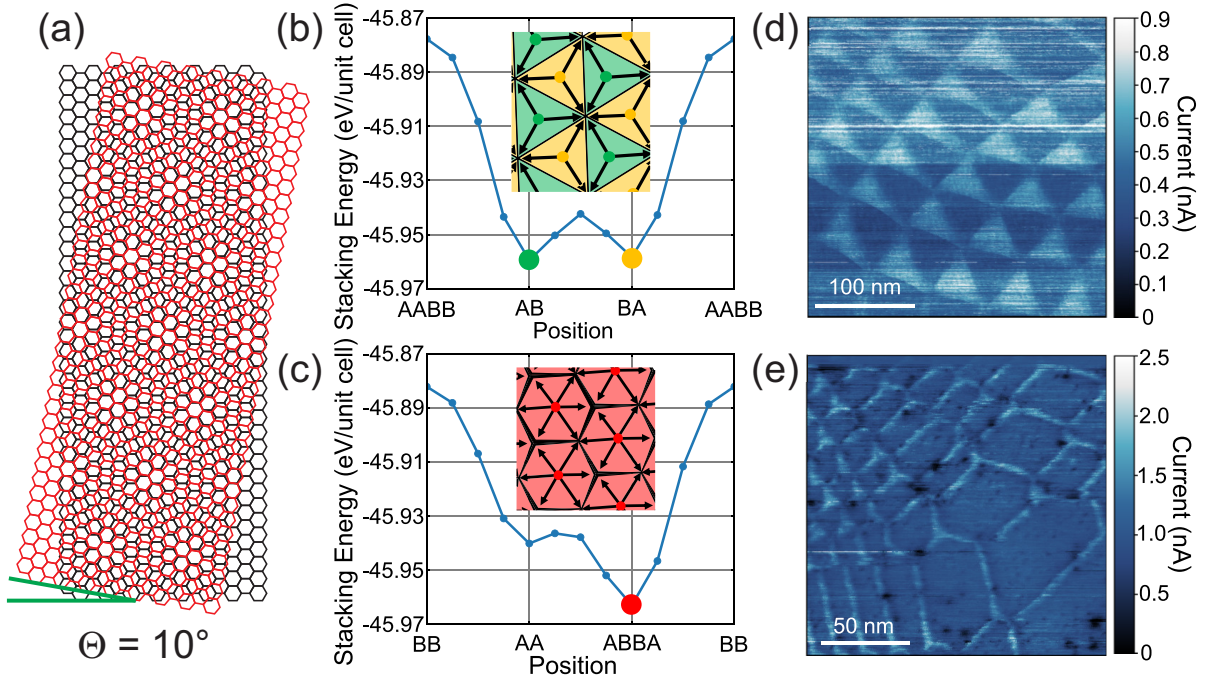 (a)
Θ = 10°
(b)
Stacking Energy (eV/unit cell)
-45.87
-45.89
-45.91
-45.93
-45.95
-45.97
AABB
AB
BA
AABB
Position
(c)
Stacking Energy (eV/unit cell)
-45.87
-45.89
-45.91
-45.93
-45.95
-45.97
BB
AA
ABBA
BB
Position
(d)
100 nm
0.9
0.8
0.7
0.6
0.5
0.4
0.3
0.2
0.1
0
Current (nA)
(e)
50 nm
2.5
2.0
1.5
1.0
0.5
0
Current (nA)